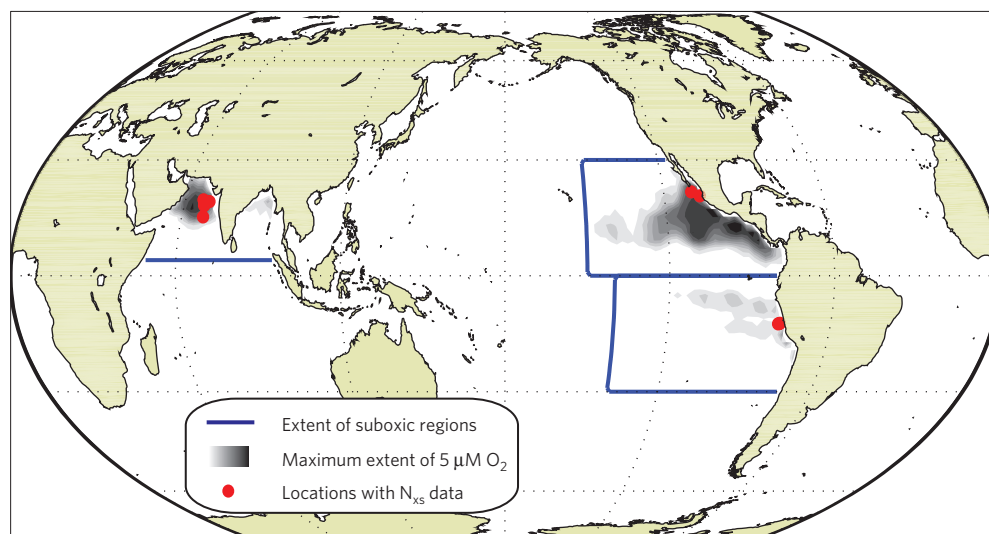 Extent of suboxic regions
Maximum extent of 5 μM O₂
Locations with Nₓₛ data